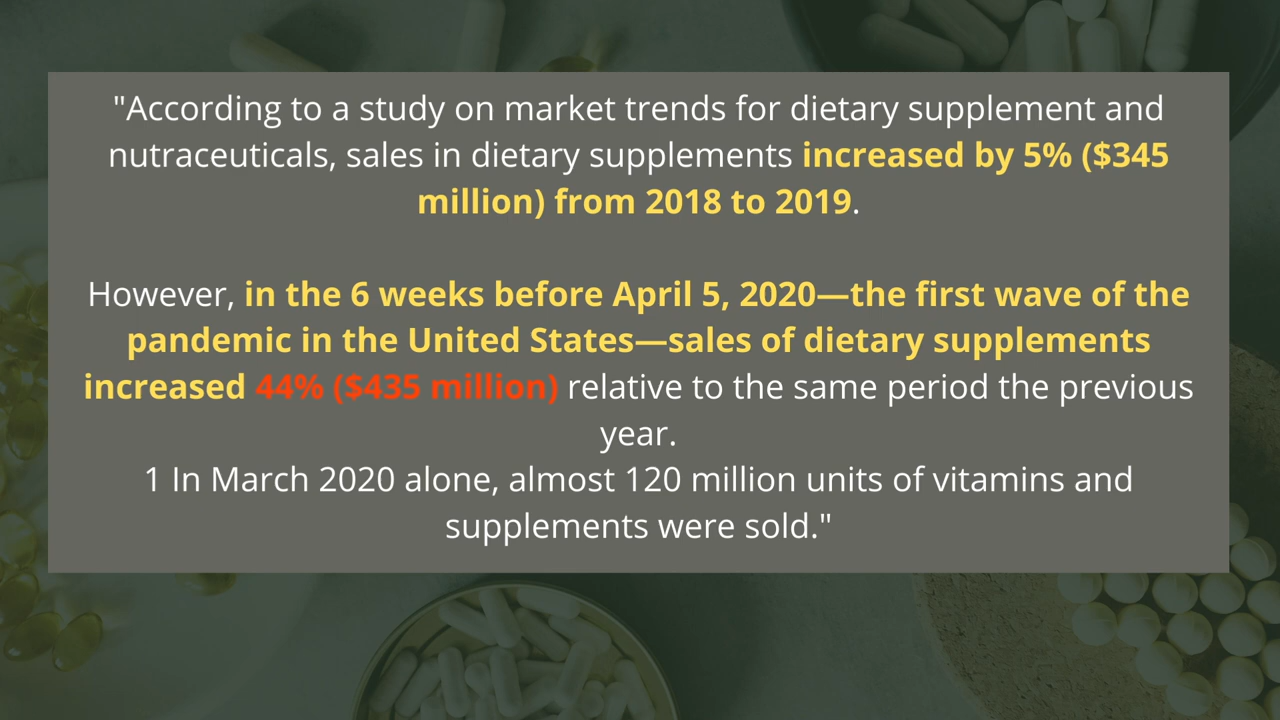 "According to a study on market trends for dietary supplement and
nutraceuticals, sales in dietary supplements increased by 5% ($345
million) from 2018 to 2019.
However, in the 6 weeks before April 5, 2020—the first wave of the
pandemic in the United States—sales of dietary supplements
increased 44% ($435 million) relative to the same period the previous
year.
1 In March 2020 alone, almost 120 million units of vitamins and
supplements were sold."